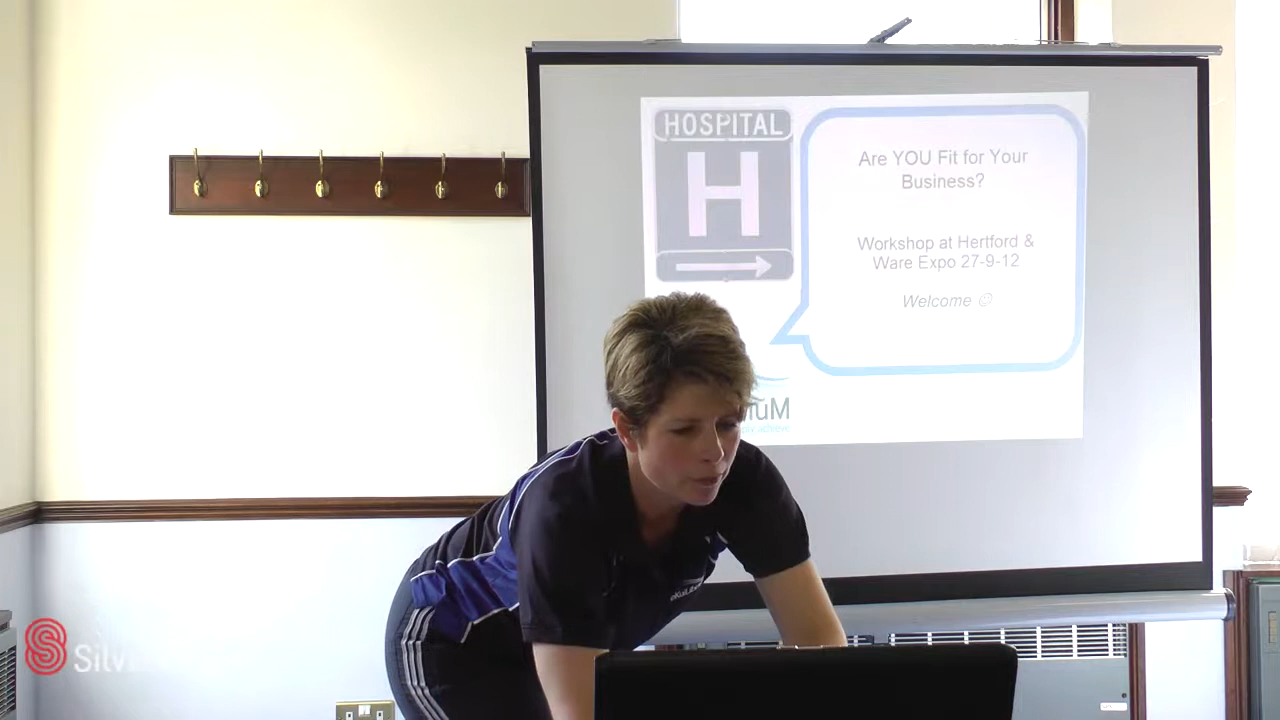 HOSPITAL
H
Are YOU Fit for Your
Business?
Workshop at Hertford &
Ware Expo 27-9-12
Welcome ☺